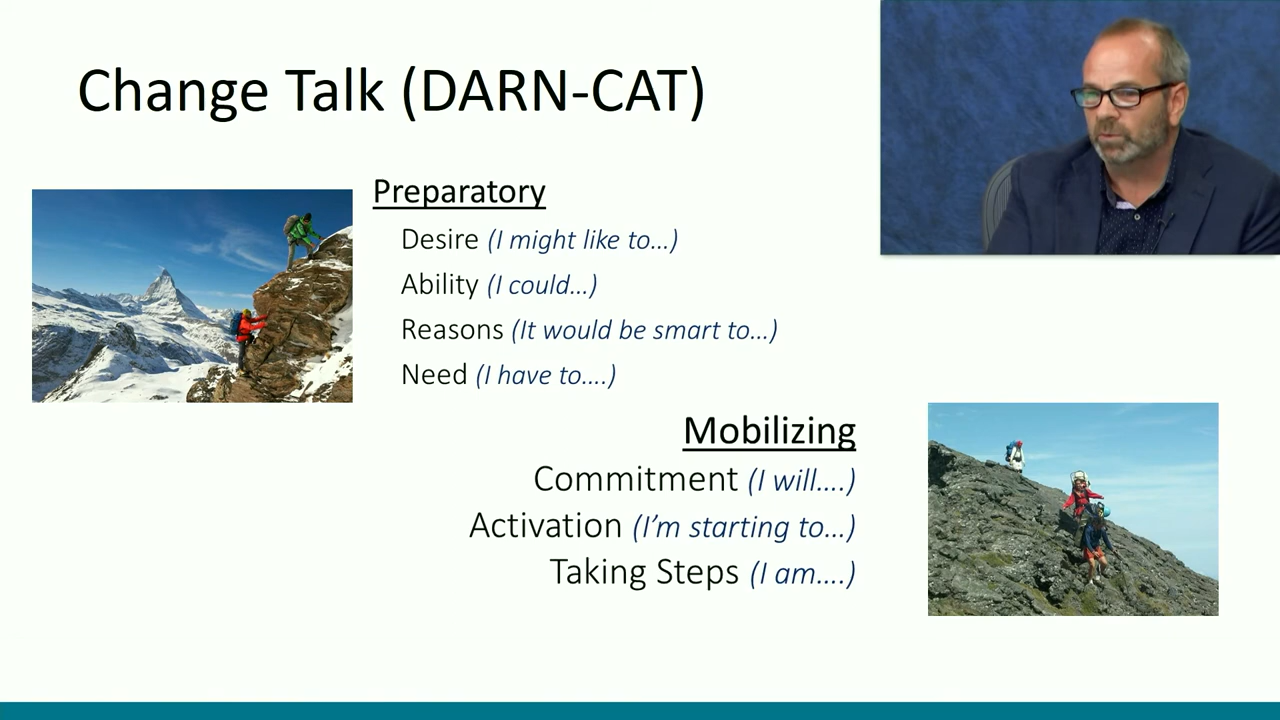 Change Talk (DARN-CAT)
Preparatory
Desire (I might like to...)
Ability (I could...)
Reasons (It would be smart to...)
Need (I have to....)
Mobilizing
Commitment (I will....)
Activation (I’m starting to...)
Taking Steps (I am....)